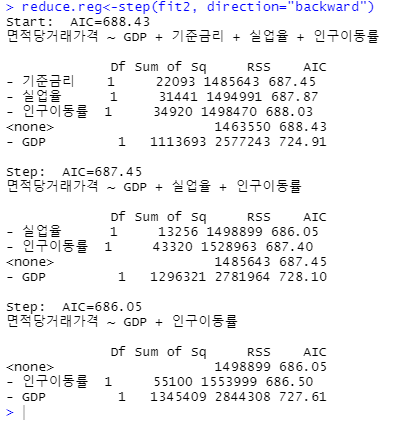 > reduce.reg<-step(fit2, direction="backward")
Start:  AIC=688.43
면적당거래가격 ~ GDP + 기준금리 + 실업율 + 인구이동률
Df Sum of Sq RSS AIC
- 기준금리 1 22093 1485643 687.45
- 실업율 1 31441 1494991 687.87
- 인구이동률 1 34920 1498470 688.03
<none> 1463550 688.43
- GDP 1 1113693 2577243 724.91
Step:  AIC=687.45
면적당거래가격 ~ GDP + 실업율 + 인구이동률
Df Sum of Sq RSS AIC
- 실업율 1 13256 1498899 686.05
- 인구이동률 1 43320 1528963 687.40
<none> 1485643 687.45
- GDP 1 1296321 2781964 728.10
Step:  AIC=686.05
면적당거래가격 ~ GDP + 인구이동률
Df Sum of Sq RSS AIC
<none> 1498899 686.05
- 인구이동률 1 55100 1553999 686.50
- GDP 1 1345409 2844308 727.61
>